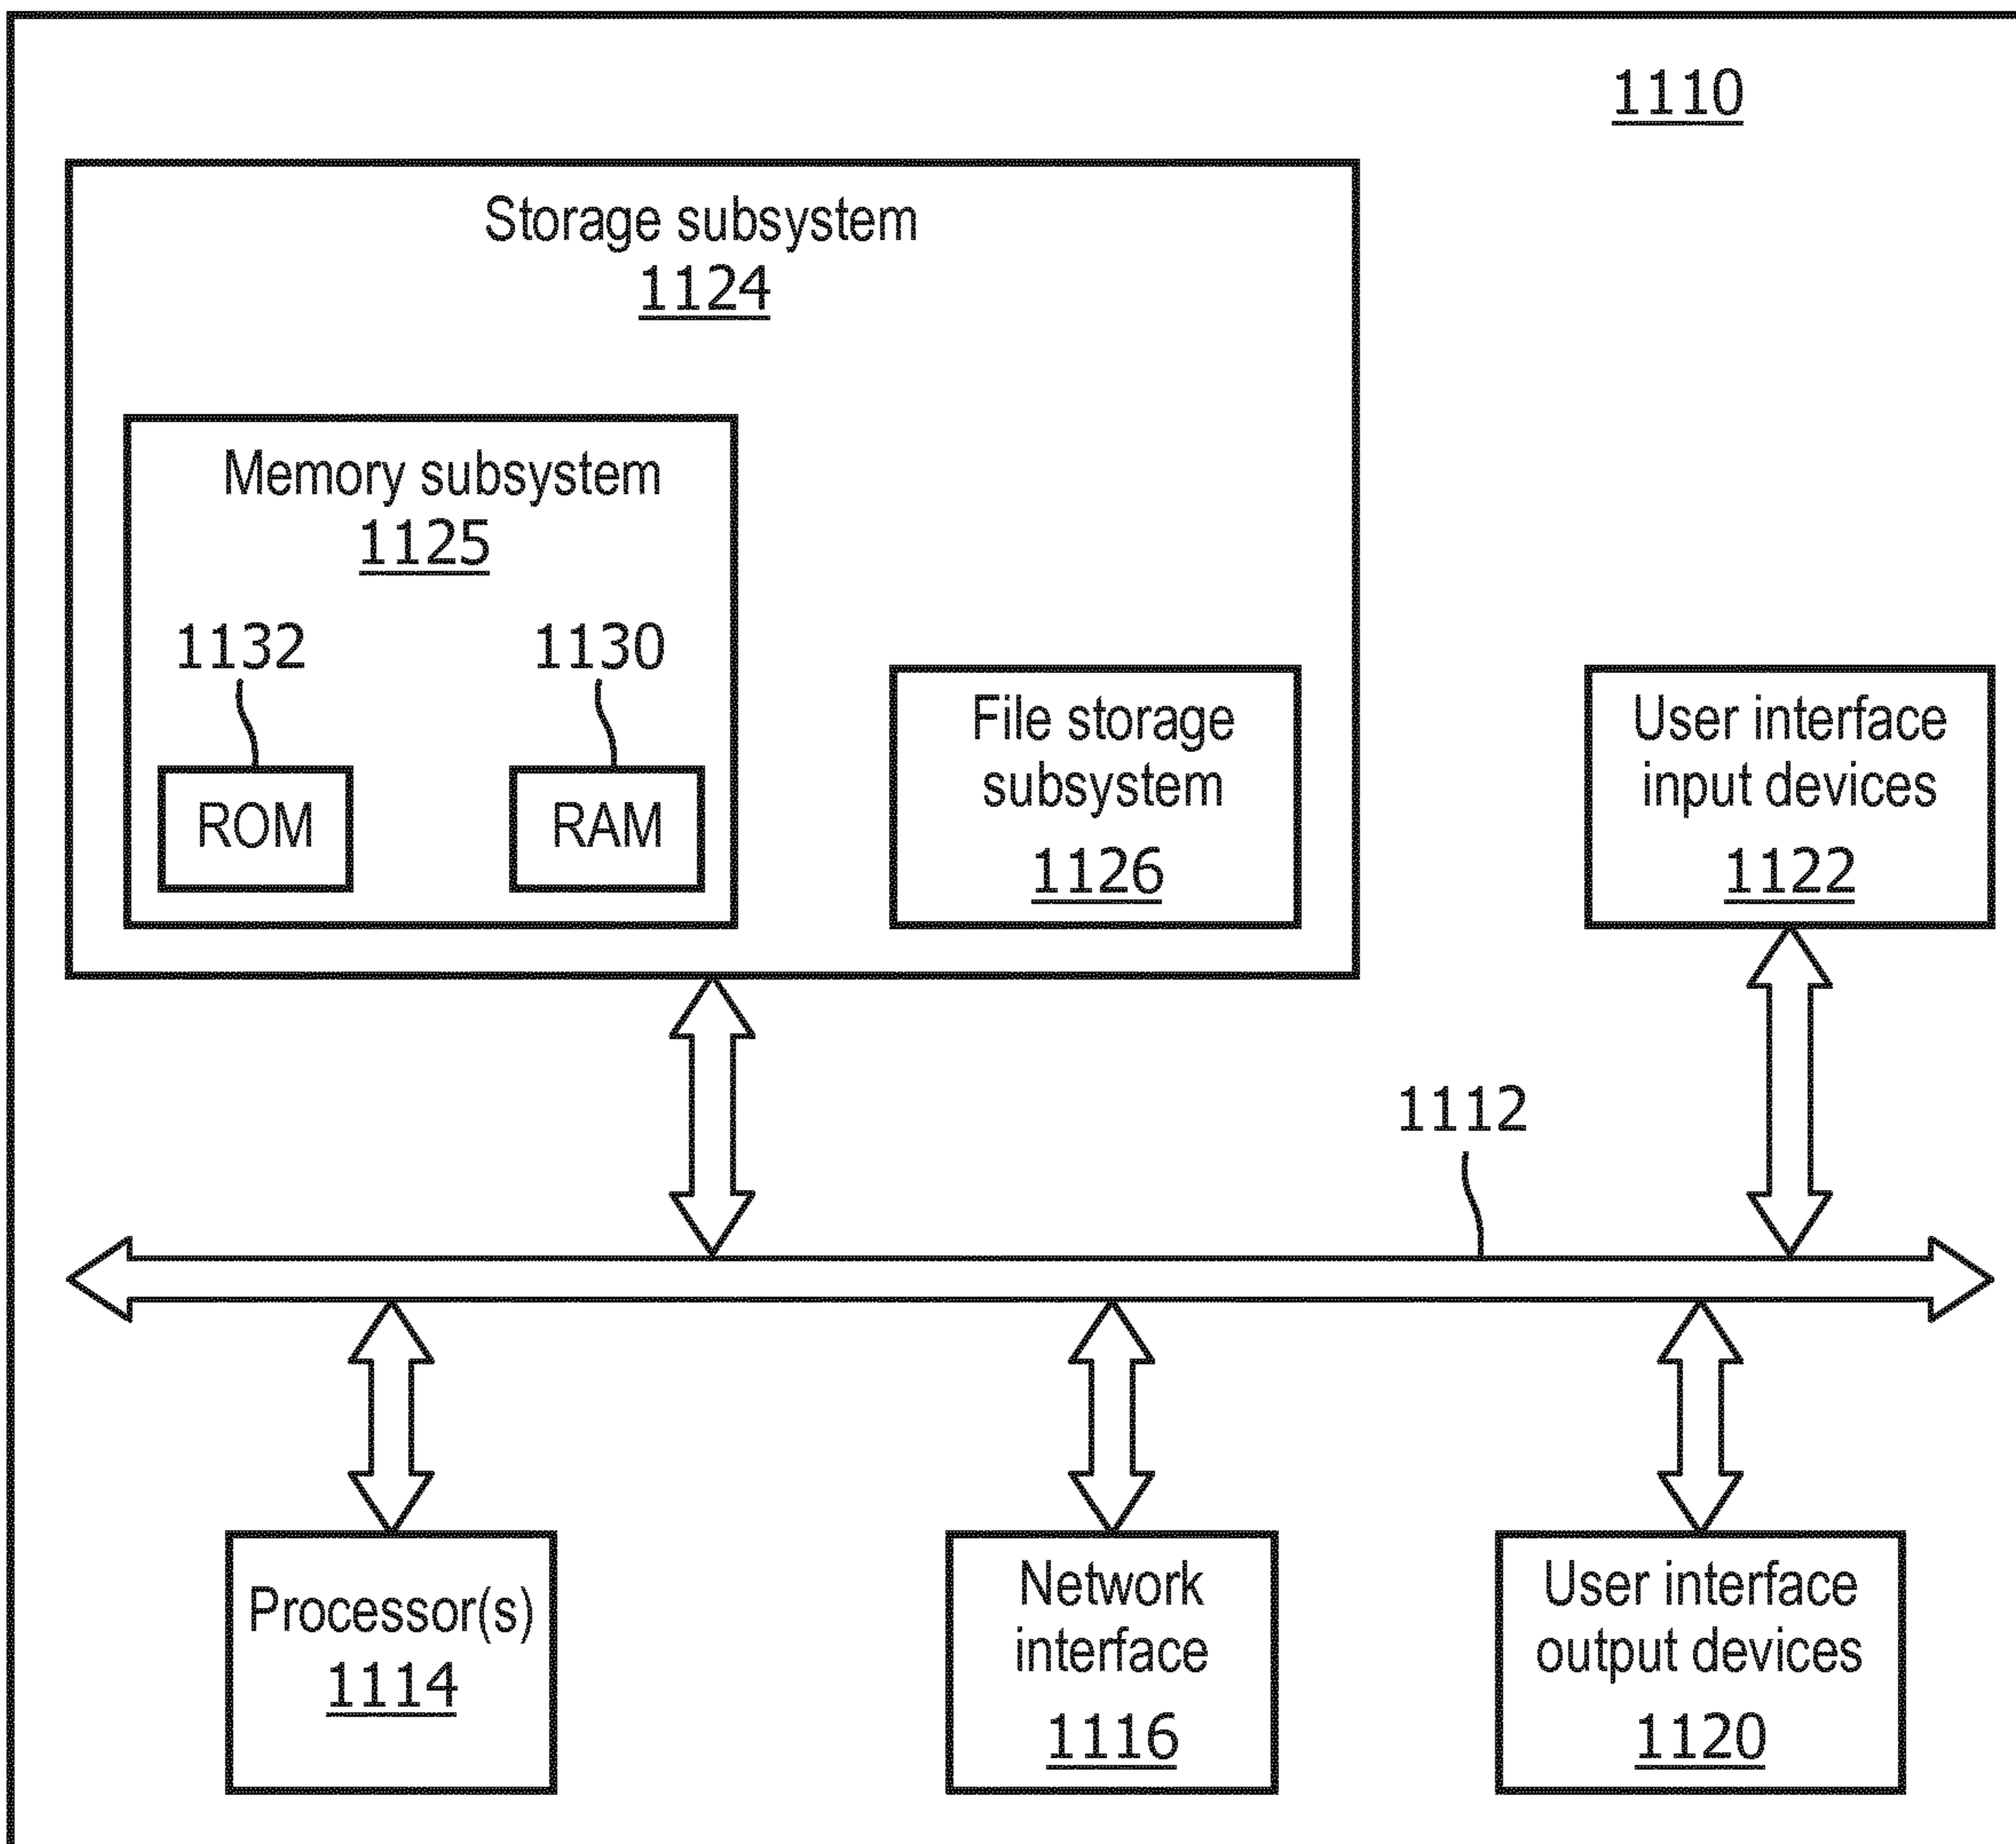 1110
Storage subsystem
1124
Memory subsystem
1125
1132
1130
ROM
RAM
File storage
subsystem
1126
User interface
input devices
1122
1112
Processor(s)
1114
Network
interface
1116
User interface
output devices
1120